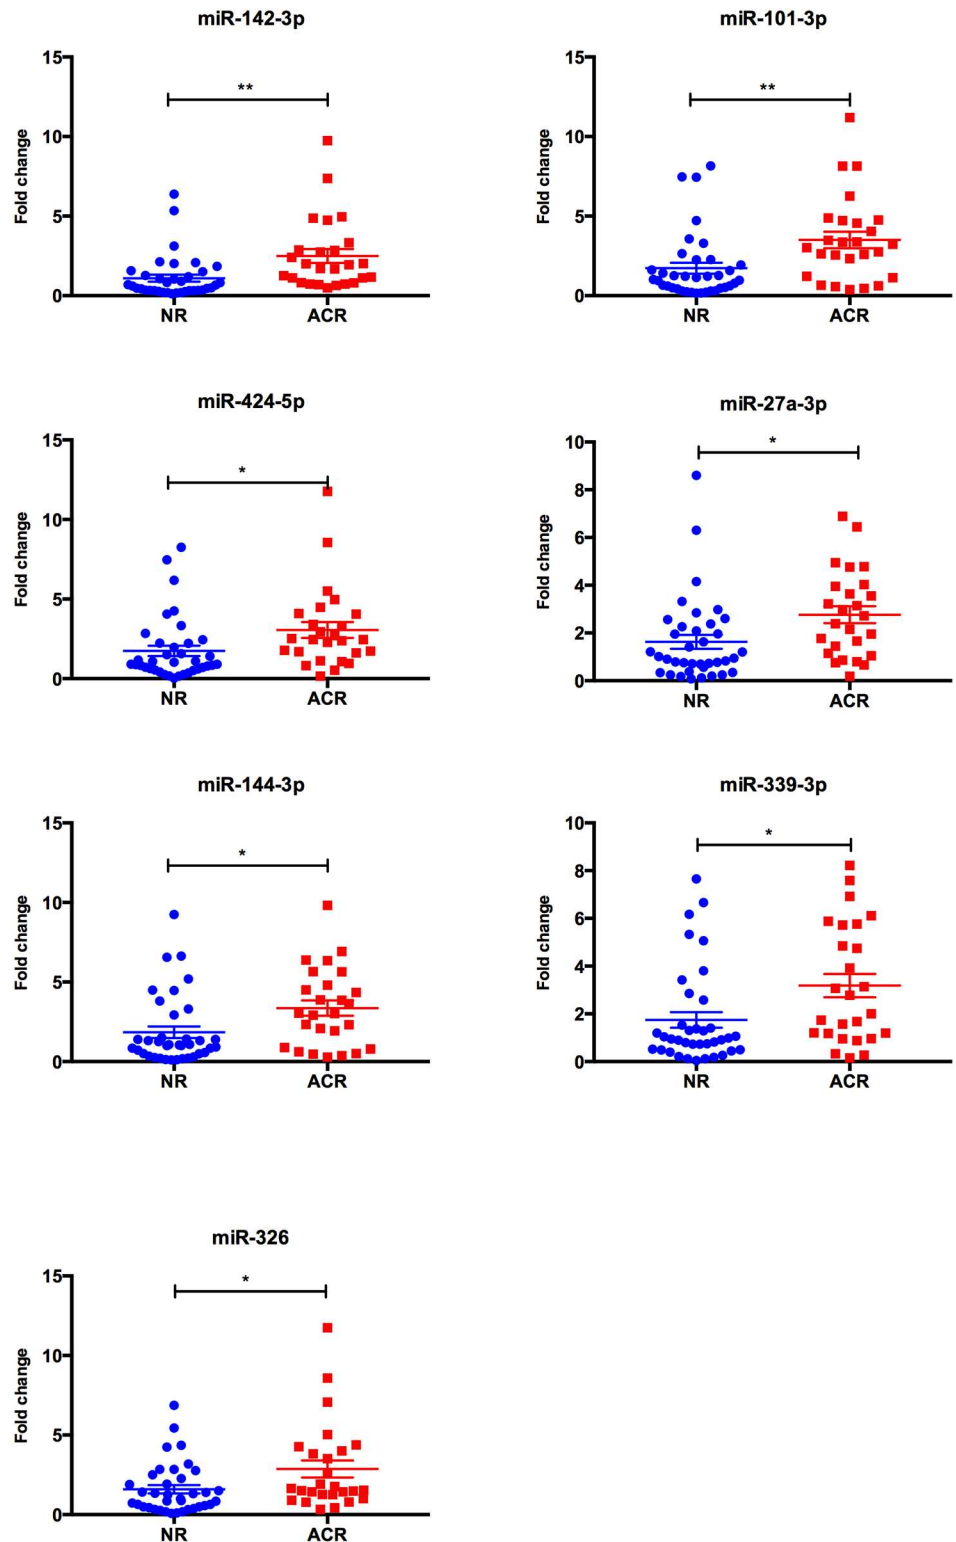 miR-142-3p
15
10
5
0
Fold change
**
NR
ACR
miR-101-3p
15
10
5
0
Fold change
**
NR
ACR
miR-424-5p
15
10
5
0
Fold change
*
NR
ACR
miR-27a-3p
10
8
6
4
2
0
Fold change
*
NR
ACR
miR-144-3p
15
10
5
0
Fold change
*
NR
ACR
miR-339-3p
10
8
6
4
2
0
Fold change
*
NR
ACR
miR-326
15
10
5
0
Fold change
*
NR
ACR